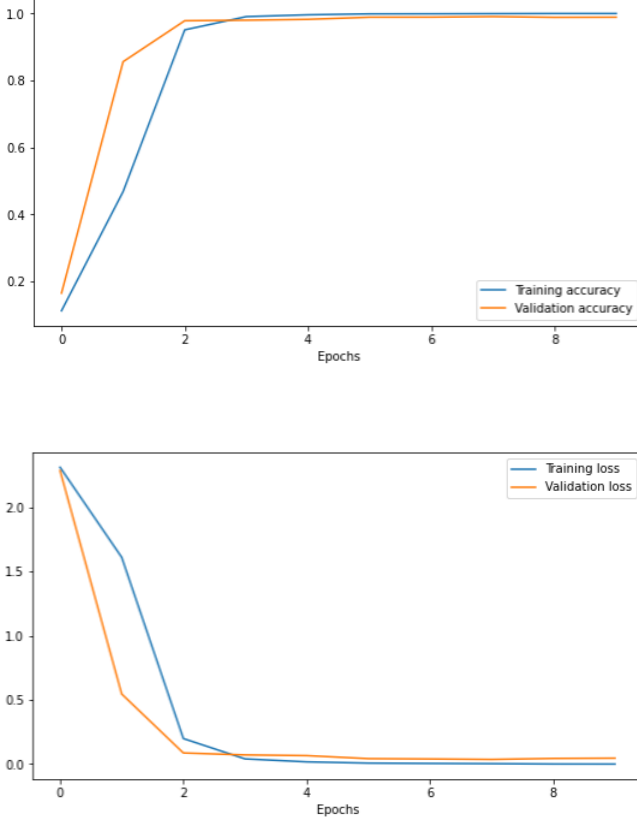 1.0
0.8
0.6
0.4
0.2
Training accuracy
Validation accuracy
0 2 4 6 8
Epochs
Training loss
Validation loss
2.0
1.5
1.0
0.5
0.0
0 2 4 6 8
Epochs